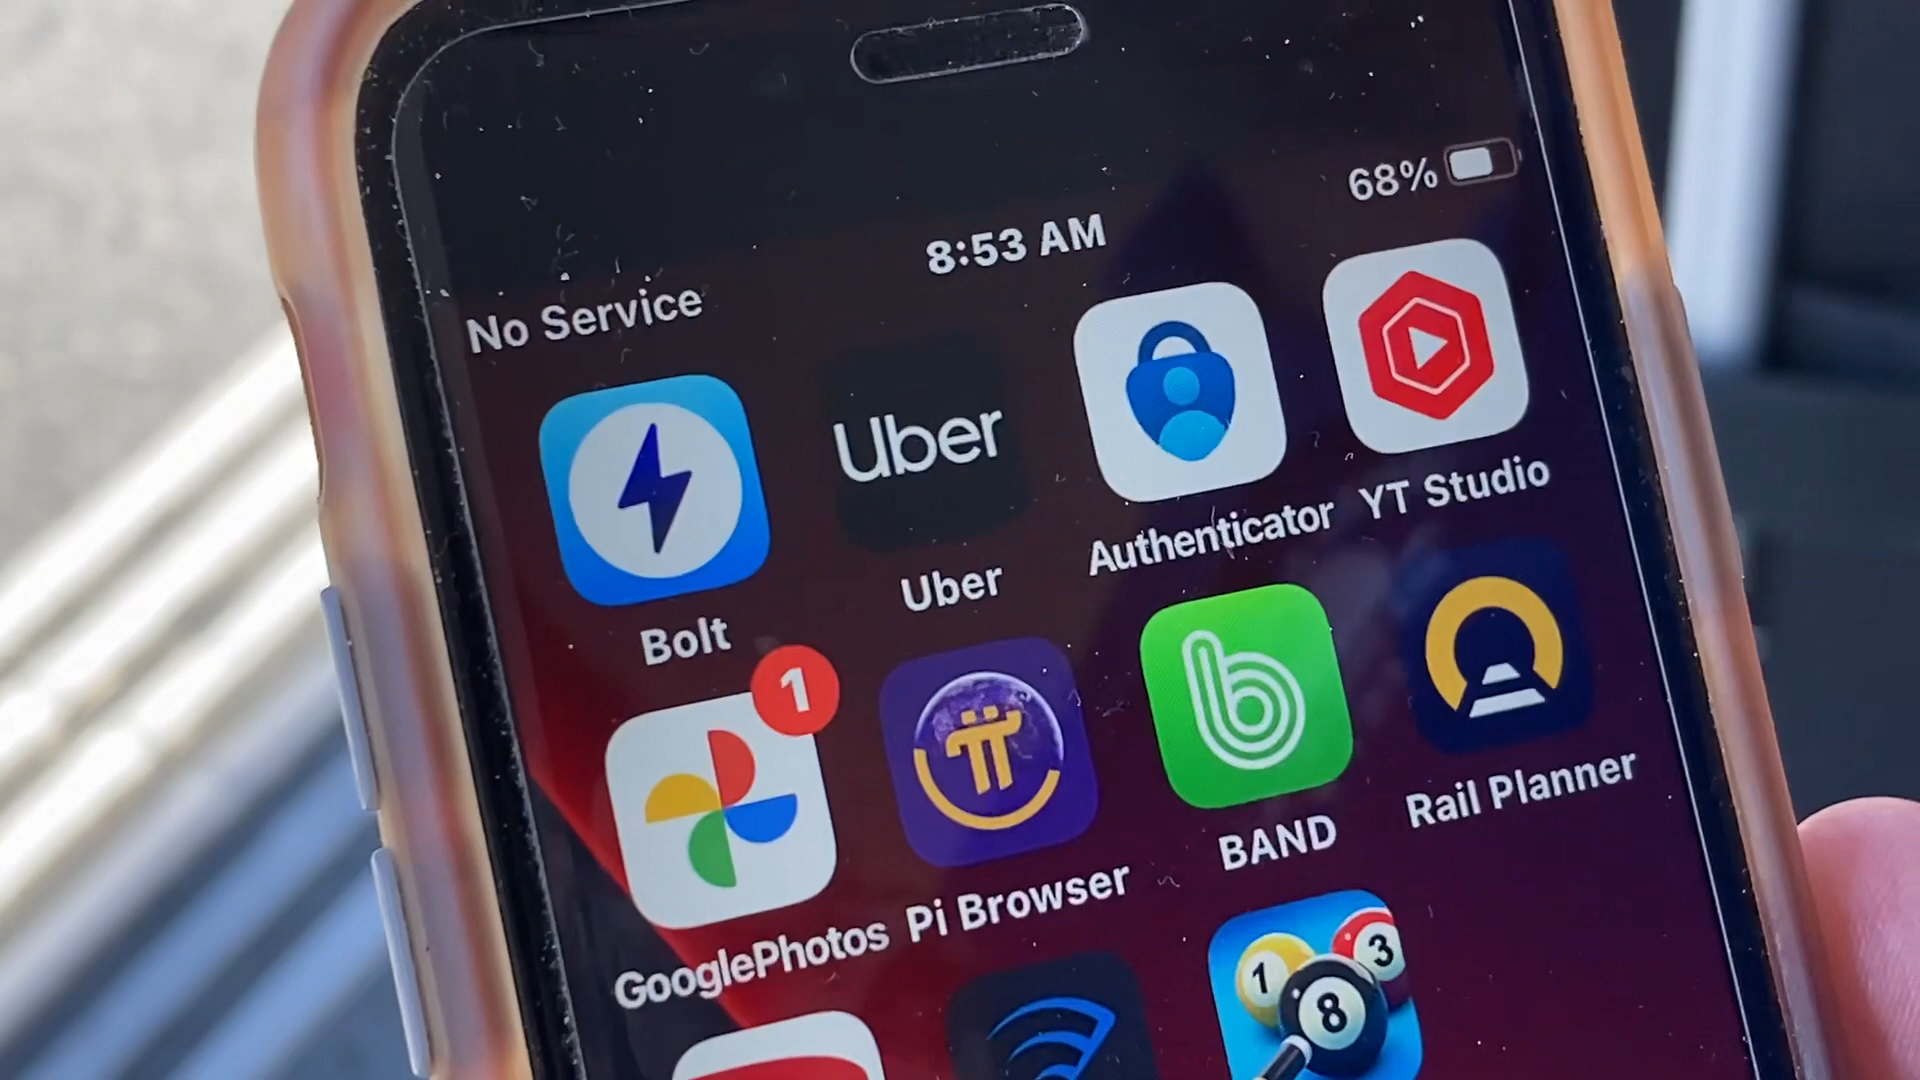 68%
8:53 AM
No Service
Uber
Bolt
Uber
Authenticator
YT Studio
1
GooglePhotos
Pi Browser
BAND
Rail Planner
b
1
3
8